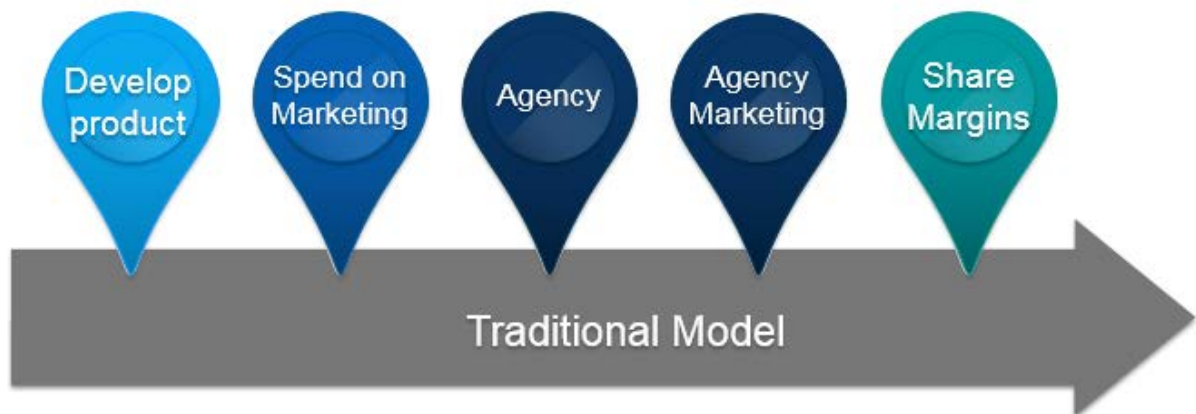 Develop
product
Spend on
Marketing
Agency
Agency
Marketing
Share
Margins
Traditional Model